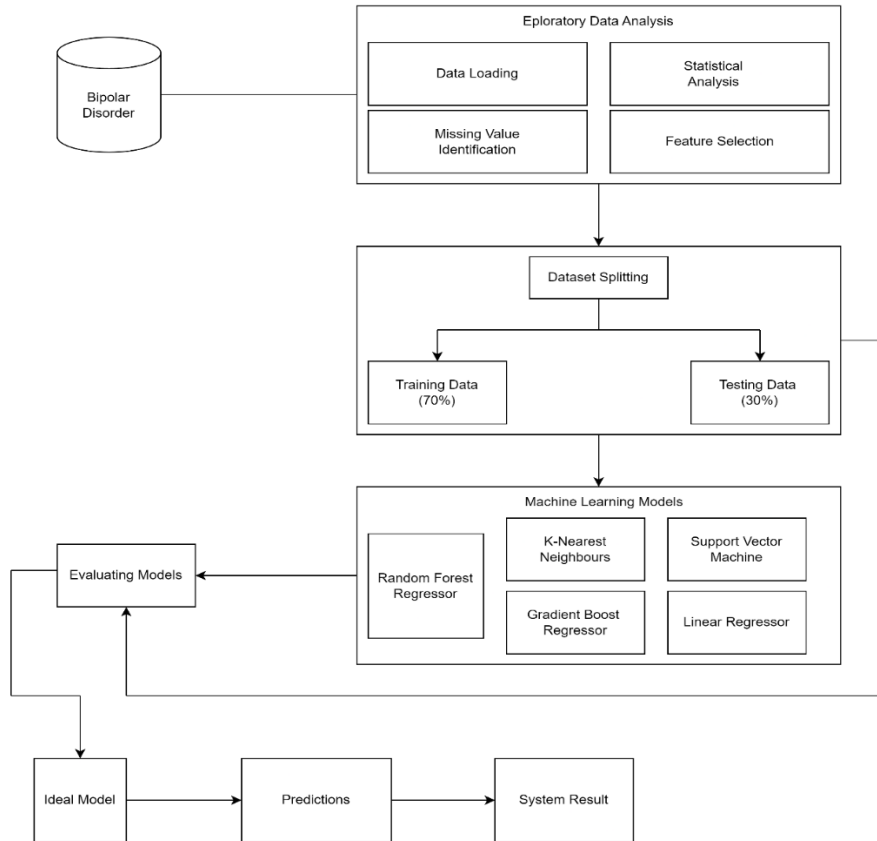 Eploratory Data Analysis
Data Loading
Statistical
Analysis
Bipolar
Disorder
Missing Value
Identification
Feature Selection
Dataset Splitting
Training Data
(70%)
Testing Data
(30%)
Machine Learning Models
K-Nearest
Neighbours
Support Vector
Machine
Random Forest
Regressor
Evaluating Models
Gradient Boost
Regressor
Linear Regressor
Ideal Model
Predictions
System Result